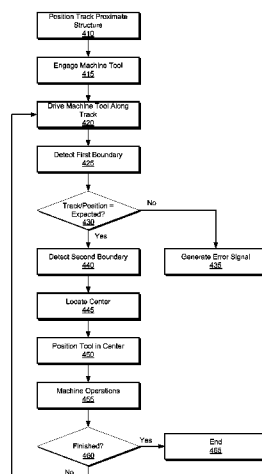 Position Track Proximate
Structure
410
Engage Machine Tool
415
Drive Machine Tool Along
Track
420
Detect First Boundary
425
Track/Position =
Expected?
430
No
Yes
Detect Second Boundary
440
Generate Error Signal
435
Locate Center
445
Position Tool in Center
450
Machine Operations
455
Finished?
460
Yes
End
465
No